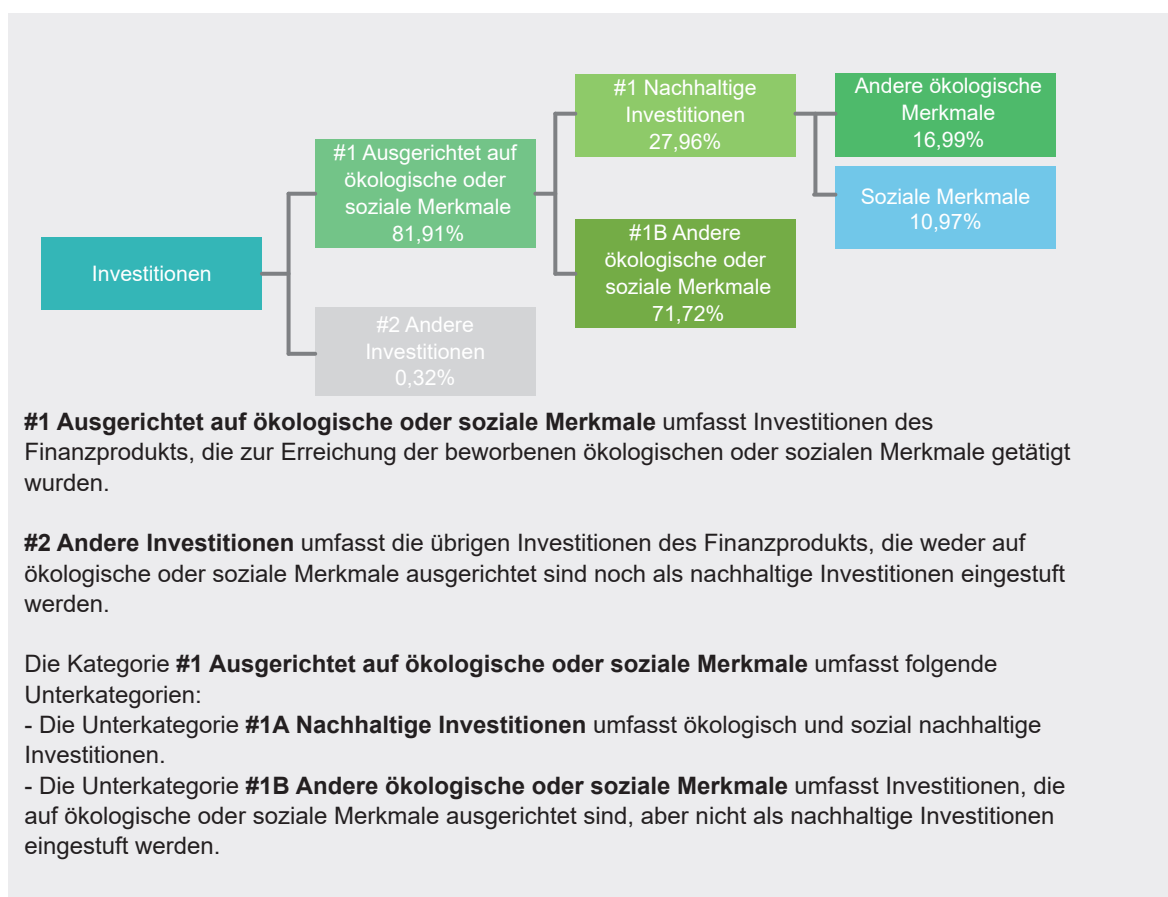 #1 Nachhaltige
Investitionen
27,96%
Andere ökologische
Merkmale
16,99%
#1 Ausgerichtet auf
ökologische oder
soziale Merkmale
81,91%
Soziale Merkmale
10,97%
#1B Andere
ökologische oder
soziale Merkmale
71,72%
Investitionen
#2 Andere
Investitionen
0,32%
#1 Ausgerichtet auf ökologische oder soziale Merkmale umfasst Investitionen des
Finanzprodukts, die zur Erreichung der beworbenen ökologischen oder sozialen Merkmale getätigt
wurden.
#2 Andere Investitionen umfasst die übrigen Investitionen des Finanzprodukts, die weder auf
ökologische oder soziale Merkmale ausgerichtet sind noch als nachhaltige Investitionen eingestuft
werden.
Die Kategorie #1 Ausgerichtet auf ökologische oder soziale Merkmale umfasst folgende
Unterkategorien:
- Die Unterkategorie #1A Nachhaltige Investitionen umfasst ökologisch und sozial nachhaltige
Investitionen.
- Die Unterkategorie #1B Andere ökologische oder soziale Merkmale umfasst Investitionen, die
auf ökologische oder soziale Merkmale ausgerichtet sind, aber nicht als nachhaltige Investitionen
eingestuft werden.